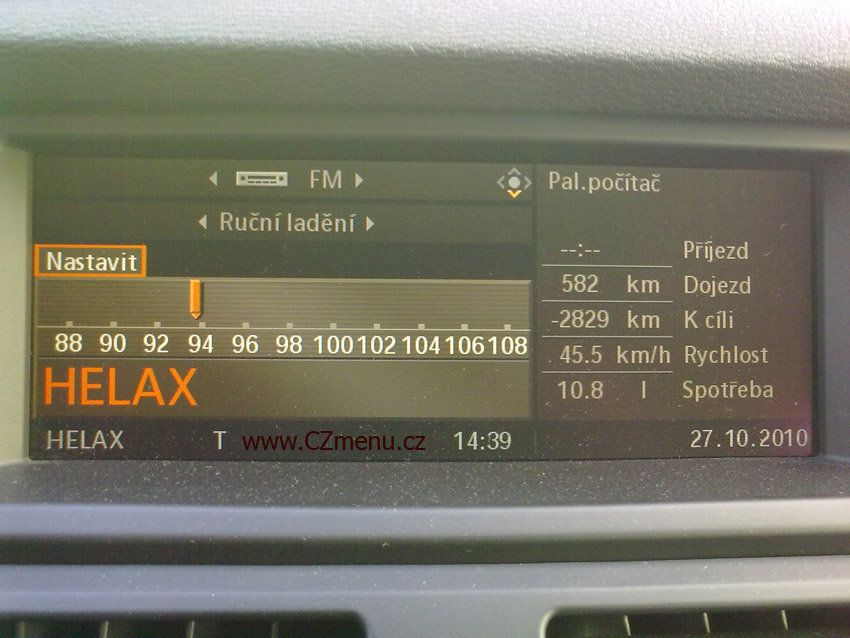 FM
Ruční ladění
Nastavit
88 90 92 94 96 98 100 102 104 106 108
HELAX
HELAX T www.CZmenu.cz 14:39
Pal.počítač
--:-- Příjezd
582 km Dojezd
-2829 km K cíli
45.5 km/h Rychlost
10.8 l Spotřeba
27.10.2010